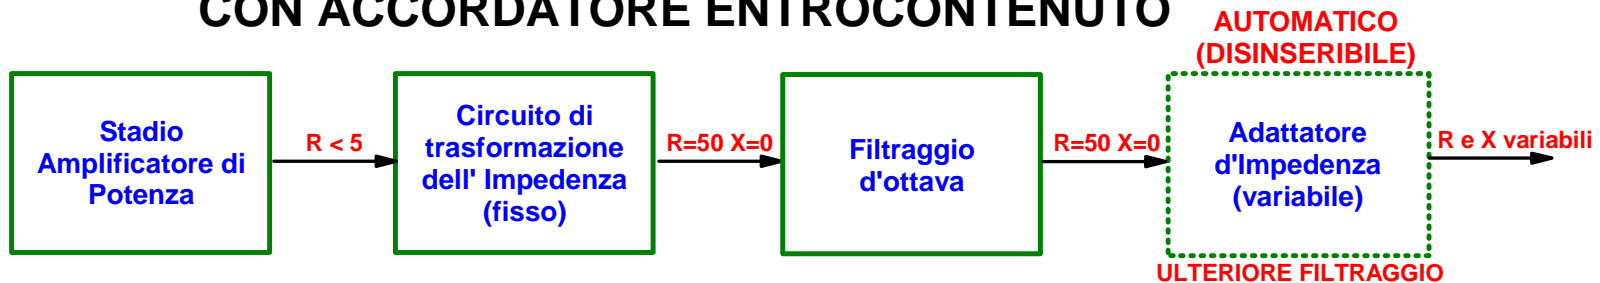 CON ACCORDATORE ENTROCONTENUTO
AUTOMATICO
(DISINSERIBILE)
Stadio
Amplificatore di
Potenza
R < 5
Circuito di
trasformazione
dell' Impedenza
(fisso)
R=50 X=0
Filtraggio
d'ottava
R=50 X=0
Adattatore
d'Impedenza
(variabile)
R e X variabili
ULTERIORE FILTRAGGIO